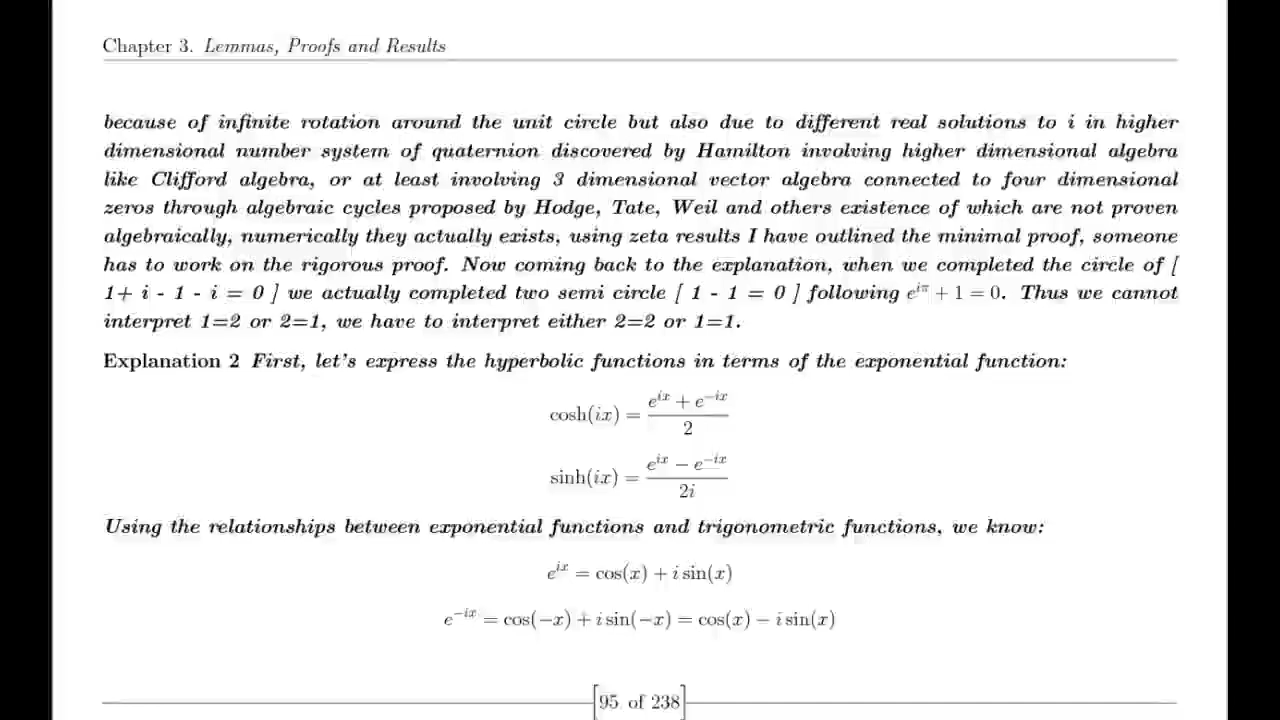 Chapter 3. Lemmas, Proofs and Results
because of infinite rotation around the unit circle but also due to different real solutions to i in higher
dimensional number system of quaternion discovered by Hamilton involving higher dimensional algebra
like Clifford algebra, or at least involving 3 dimensional vector algebra connected to four dimensional
zeros through algebraic cycles proposed by Hodge, Tate, Weil and others existence of which are not proven
algebraically, numerically they actually exists, using zeta results I have outlined the minimal proof, someone
has to work on the rigorous proof. Now coming back to the explanation, when we completed the circle of [
1+ i - 1 - i = 0 ] we actually completed two semi circle [ 1 - 1 = 0 ] following e^{iπ} + 1 = 0. Thus we cannot
interpret 1=2 or 2=1, we have to interpret either 2=2 or 1=1.
Explanation 2 First, let's express the hyperbolic functions in terms of the exponential function:
cosh(ix) = \frac{e^{ix} + e^{-ix}}{2}
sinh(ix) = \frac{e^{ix} − e^{-ix}}{2i}
Using the relationships between exponential functions and trigonometric functions, we know:
e^{ix} = cos(x) + i sin(x)
e^{-ix} = cos(−x) + i sin(−x) = cos(x) − i sin(x)
[95 of 238]